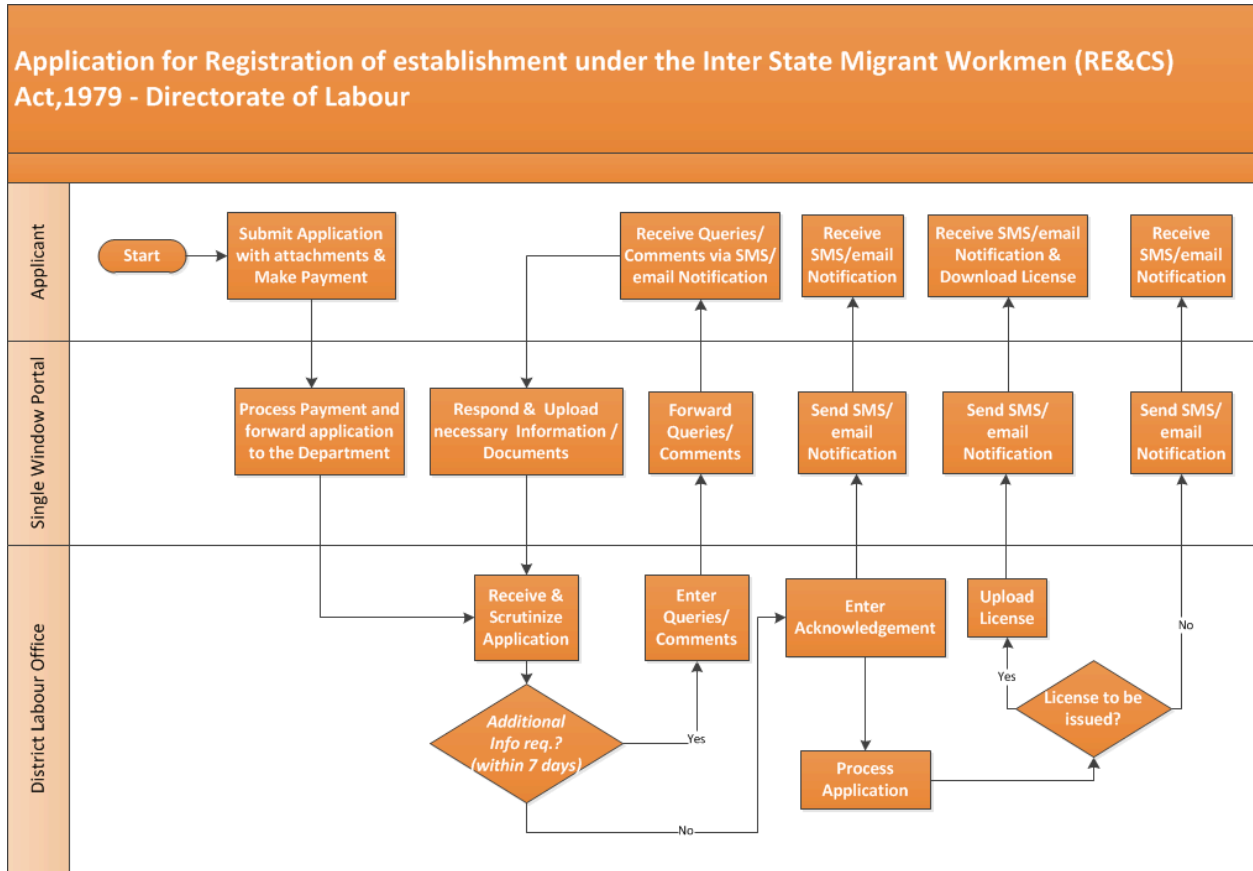 Application for Registration of establishment under the Inter State Migrant Workmen (RE&CS)
Act,1979 - Directorate of Labour
Applicant
Start
Submit Application
with attachments &
Make Payment
Receive Queries/
Comments via SMS/
email Notification
Receive
SMS/email
Notification
Receive SMS/email
Notification &
Download License
Receive
SMS/email
Notification
Single Window Portal
Process Payment and
forward application
to the Department
Respond & Upload
necessary Information /
Documents
Forward
Queries/
Comments
Send SMS/
email
Notification
Send SMS/
email
Notification
Send SMS/
email
Notification
District Labour Office
Receive &
Scrutinize
Application
Enter
Queries/
Comments
Enter
Acknowledgement
Upload
License
No
Yes
License to be
issued?
Additional
Info req.?
(within 7 days)
Yes
Process
Application
No